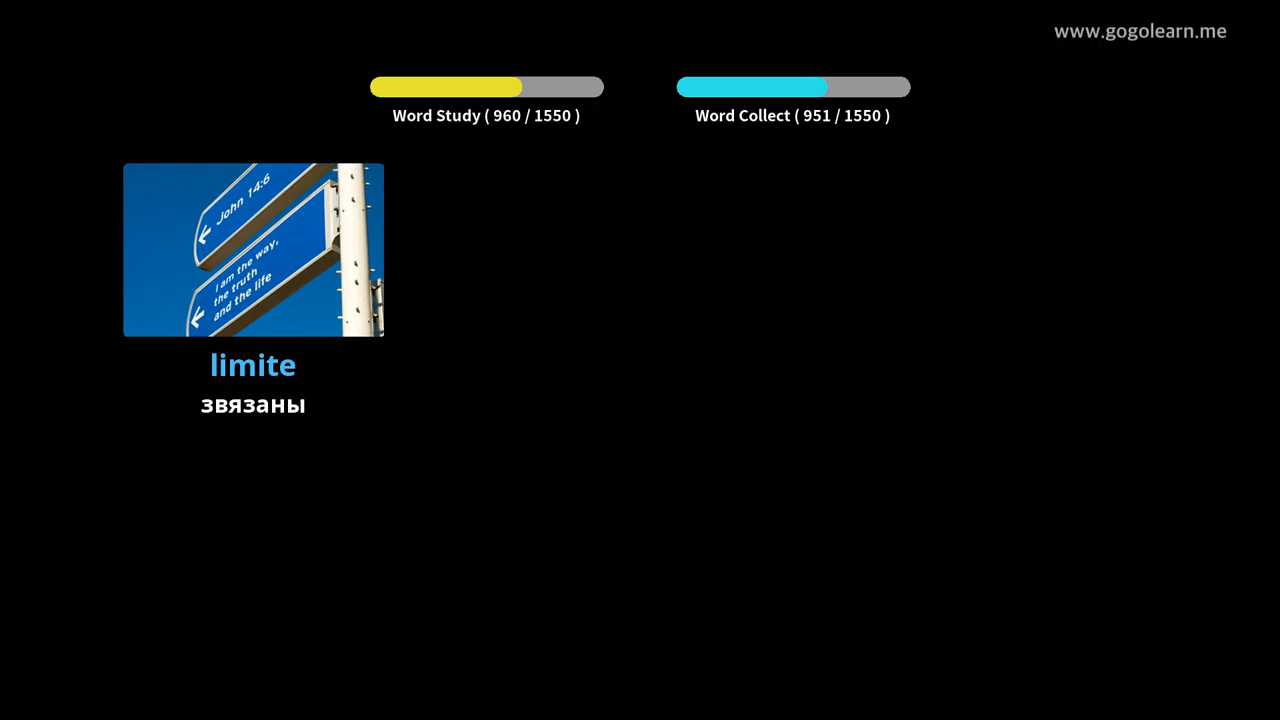 www.gogolearn.me
Word Study ( 960 / 1550 )
Word Collect ( 951 / 1550 )
John 14:6
I am the way,
the truth
and the life
limite
звязаны